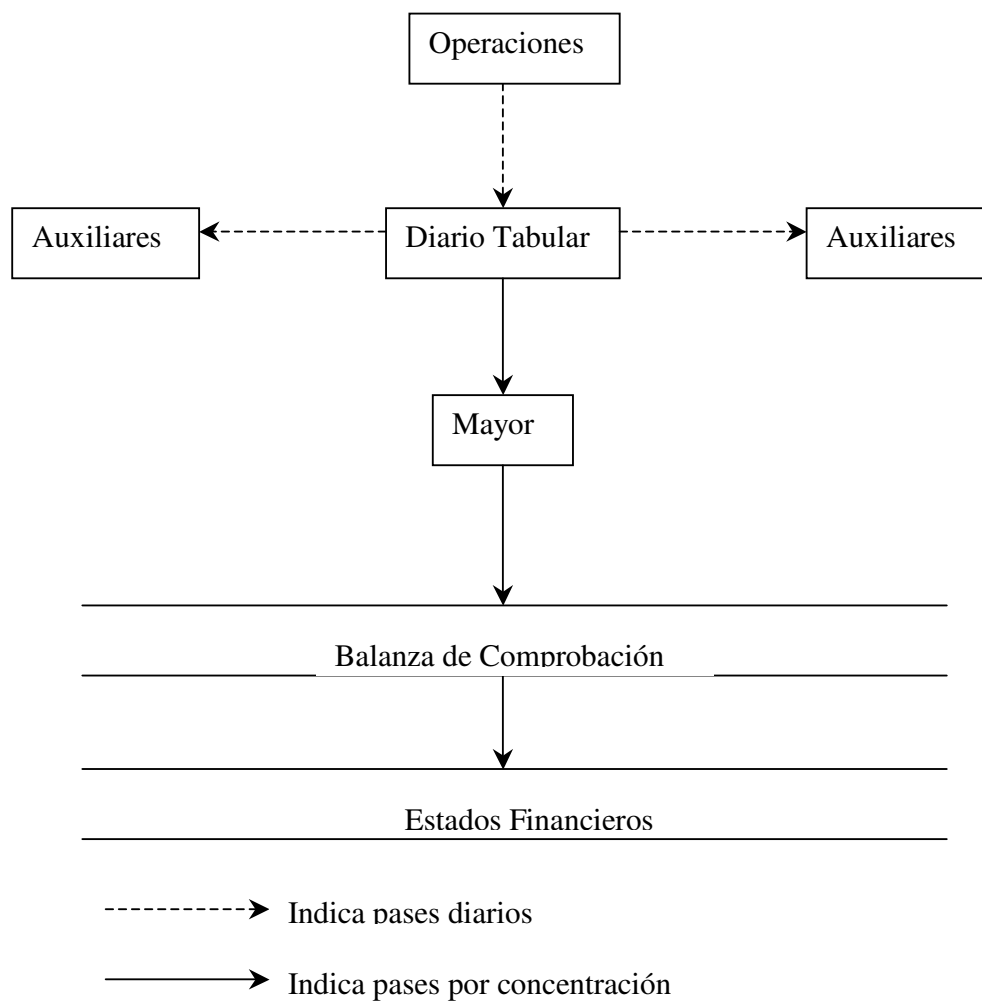 Operaciones
Auxiliares
Diario Tabular
Auxiliares
Mayor
Balanza de Comprobación
Estados Financieros
Indica pases diarios
Indica pases por concentración